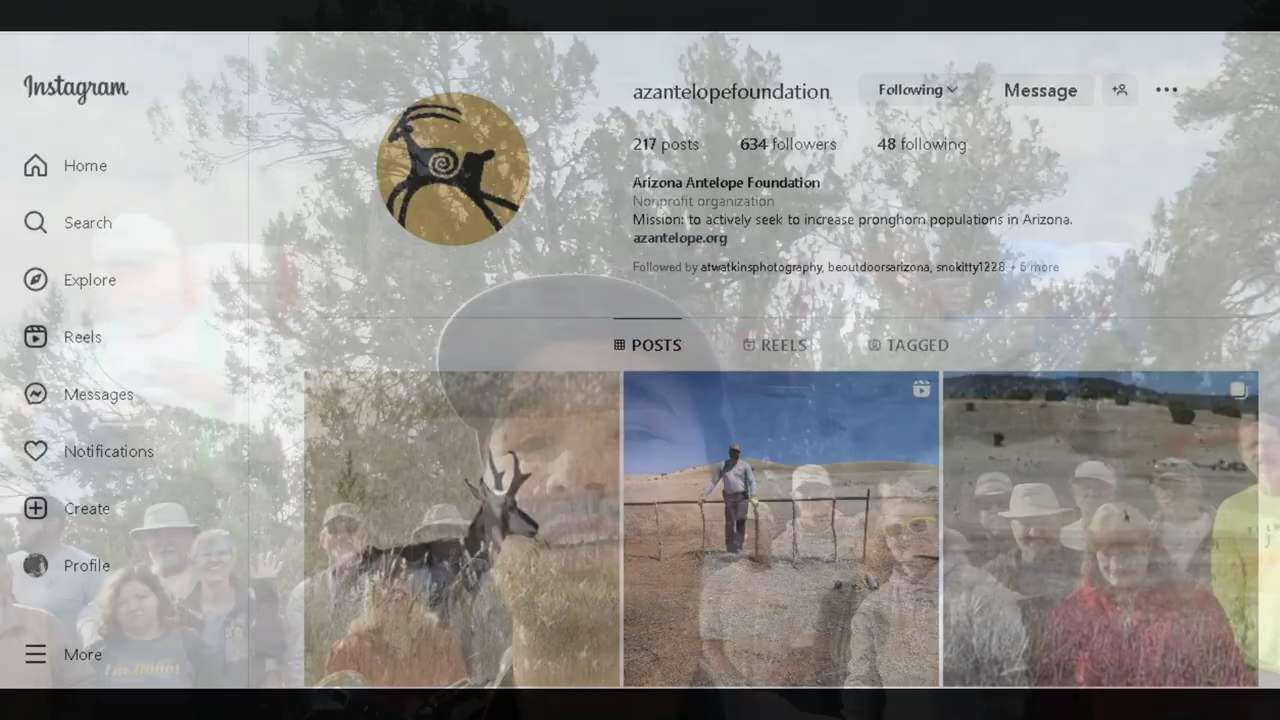 Instagram
Home
Search
Explore
Reels
Messages
Notifications
Create
Profile
More
azantelopefoundation Following Message
217 posts 634 followers 48 following
Arizona Antelope Foundation
Nonprofit organization
Mission: to actively seek to increase pronghorn populations in Arizona.
azantelope.org
Followed by atwatkinsphotography, beoutdoorsarizona, snokitty1228 + 6 more
POSTS REELS TAGGED